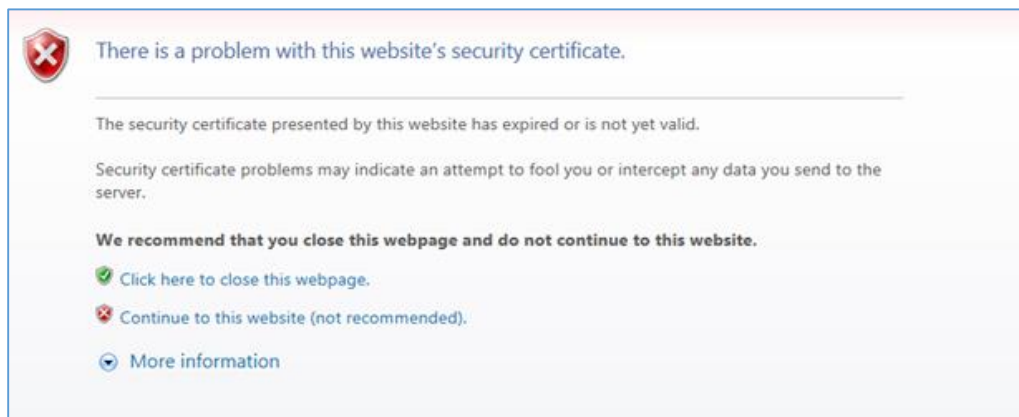 There is a problem with this website’s security certificate.
The security certificate presented by this website has expired or is not yet valid.
Security certificate problems may indicate an attempt to fool you or intercept any data you send to the
server.
We recommend that you close this webpage and do not continue to this website.
Click here to close this webpage.
Continue to this website (not recommended).
More information